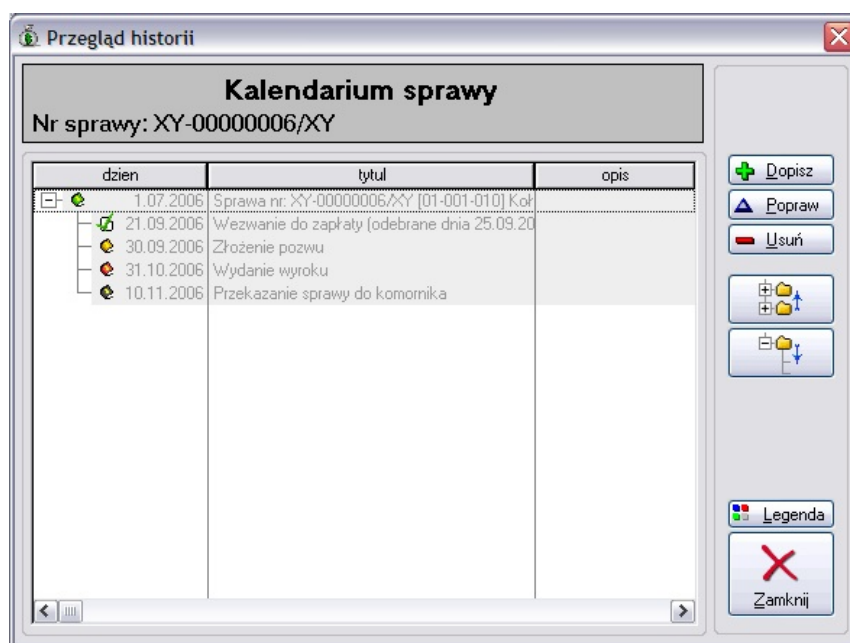 Przegląd historii
Kalendarium sprawy
Nr sprawy: XY-00000006/XY
dzien tytul opis
1.07.2006 Sprawa nr: XY-00000006/XY [01-001-010] Koł
21.09.2006 Wezwanie do zapłaty (odebrane dnia 25.09.20
30.09.2006 Złożenie pozwu
31.10.2006 Wydanie wyroku
10.11.2006 Przekazanie sprawy do komornika
Dopisz
Popraw
Usuń
Legenda
Zamknij